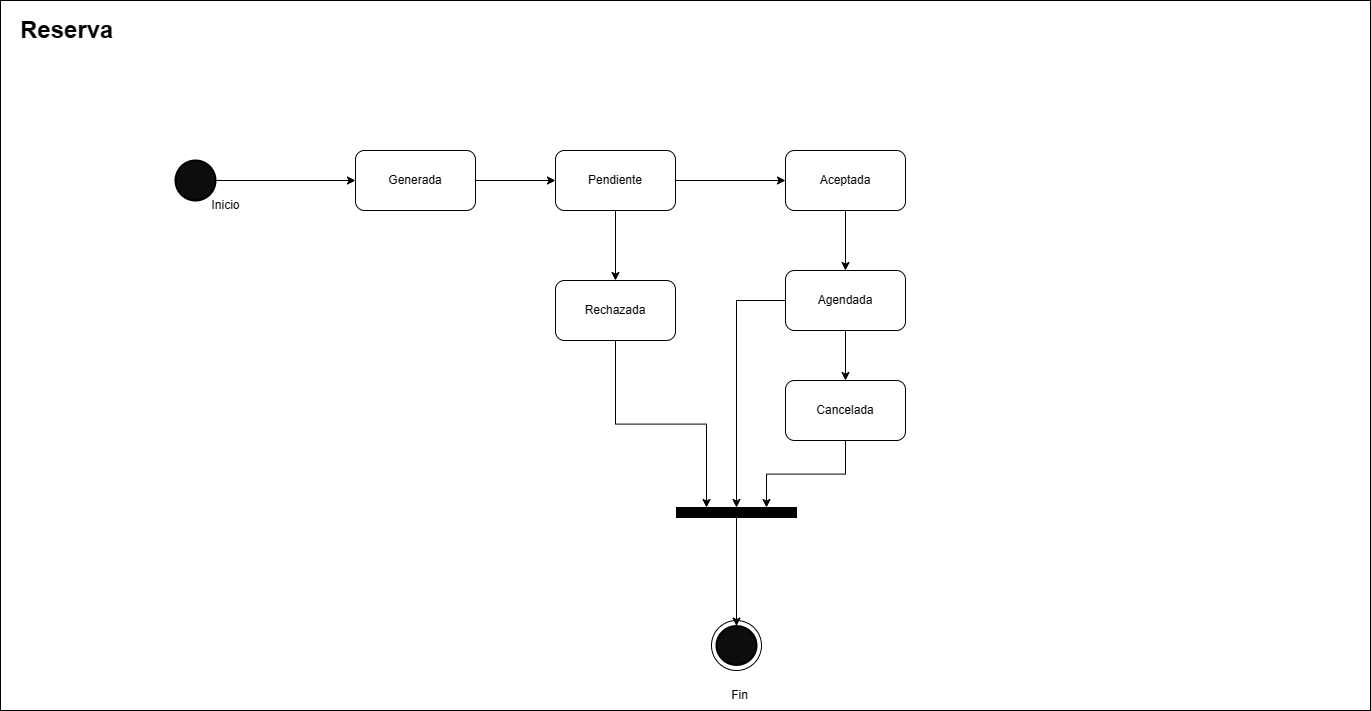 Reserva
Inicio
Generada
Pendiente
Aceptada
Rechazada
Agendada
Cancelada
Fin